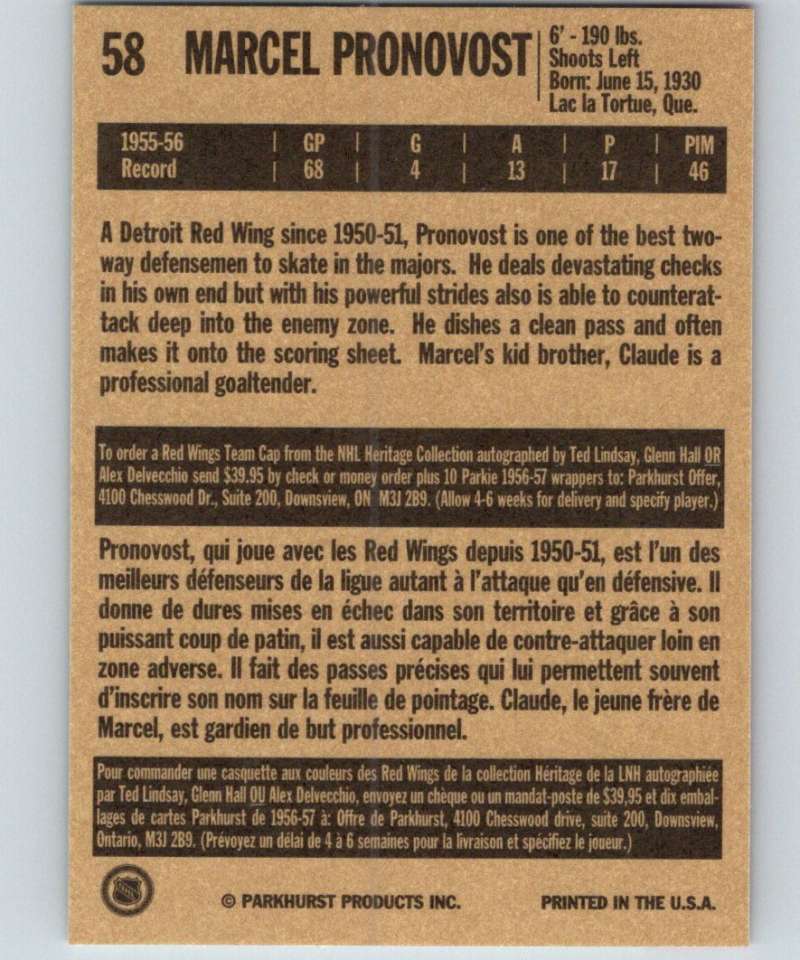 58 MARCEL PRONOVOST
6' - 190 lbs.
Shoots Left
Born: June 15, 1930
Lac la Tortue, Que.
1955-56 | GP | G | A | P | PIM
Record | 68 | 4 | 13 | 17 | 46
A Detroit Red Wing since 1950-51, Pronovost is one of the best two-
way defensemen to skate in the majors. He deals devastating checks
in his own end but with his powerful strides also is able to counterat-
tack deep into the enemy zone. He dishes a clean pass and often
makes it onto the scoring sheet. Marcel's kid brother, Claude is a
professional goaltender.
To order a Red Wings Team Cap from the NHL Heritage Collection autographed by Ted Lindsay, Glenn Hall OR
Alex Delvecchio send $39.95 by check or money order plus 10 Parkie 1956-57 wrappers to: Parkhurst Offer,
4100 Chesswood Dr., Suite 200, Downsview, ON M3J 2B9. (Allow 4-6 weeks for delivery and specify player.)
Pronovost, qui joue avec les Red Wings depuis 1950-51, est l'un des
meilleurs défenseurs de la ligue autant à l'attaque qu'en défensive. Il
donne de dures mises en échec dans son territoire et grâce à son
puissant coup de patin, il est aussi capable de contre-attaquer loin en
zone adverse. Il fait des passes précises qui lui permettent souvent
d'inscrire son nom sur la feuille de pointage. Claude, le jeune frère de
Marcel, est gardien de but professionnel.
Pour commander une casquette aux couleurs des Red Wings de la collection Héritage de la LNH autographiée
par Ted Lindsay, Glenn Hall OU Alex Delvecchio, envoyez un chèque ou un mandat-poste de $39,95 et dix embal-
lages de cartes Parkhurst de 1956-57 à: Offre de Parkhurst, 4100 Chesswood drive, suite 200, Downsview,
Ontario, M3J 2B9. (Prévoyez un délai de 4 à 6 semaines pour la livraison et spécifiez le joueur.)
NHL
© PARKHURST PRODUCTS INC. PRINTED IN THE U.S.A.